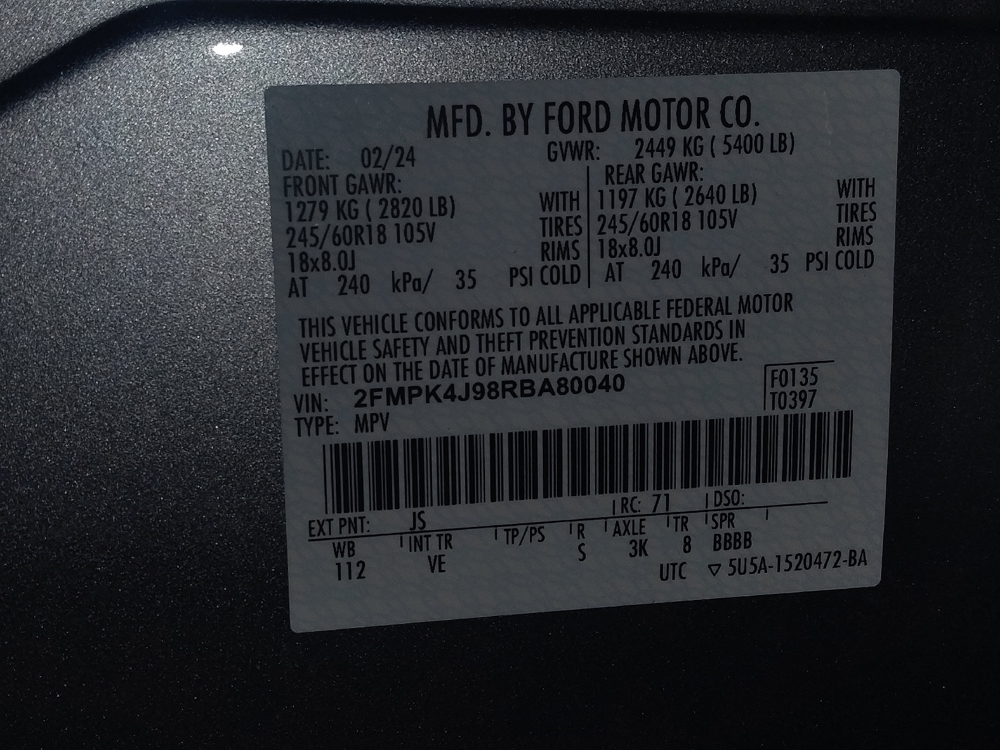 MFD. BY FORD MOTOR CO.
DATE: 02/24 GVWR: 2449 KG ( 5400 LB)
FRONT GAWR: REAR GAWR:
1279 KG ( 2820 LB) WITH 1197 KG ( 2640 LB) WITH
245/60R18 105V TIRES 245/60R18 105V TIRES
18x8.0J RIMS 18x8.0J RIMS
AT 240 kPa/ 35 PSI COLD AT 240 kPa/ 35 PSI COLD
THIS VEHICLE CONFORMS TO ALL APPLICABLE FEDERAL MOTOR
VEHICLE SAFETY AND THEFT PREVENTION STANDARDS IN
EFFECT ON THE DATE OF MANUFACTURE SHOWN ABOVE.
VIN: 2FMPK4J98RBA80040 F0135
TYPE: MPV T0397
EXT PNT: JS RC: 71 DSO:
WB INT TR TP/PS R AXLE TR SPR
112 VE S 3K 8 BBBB
UTC ▽ 5U5A-1520472-BA